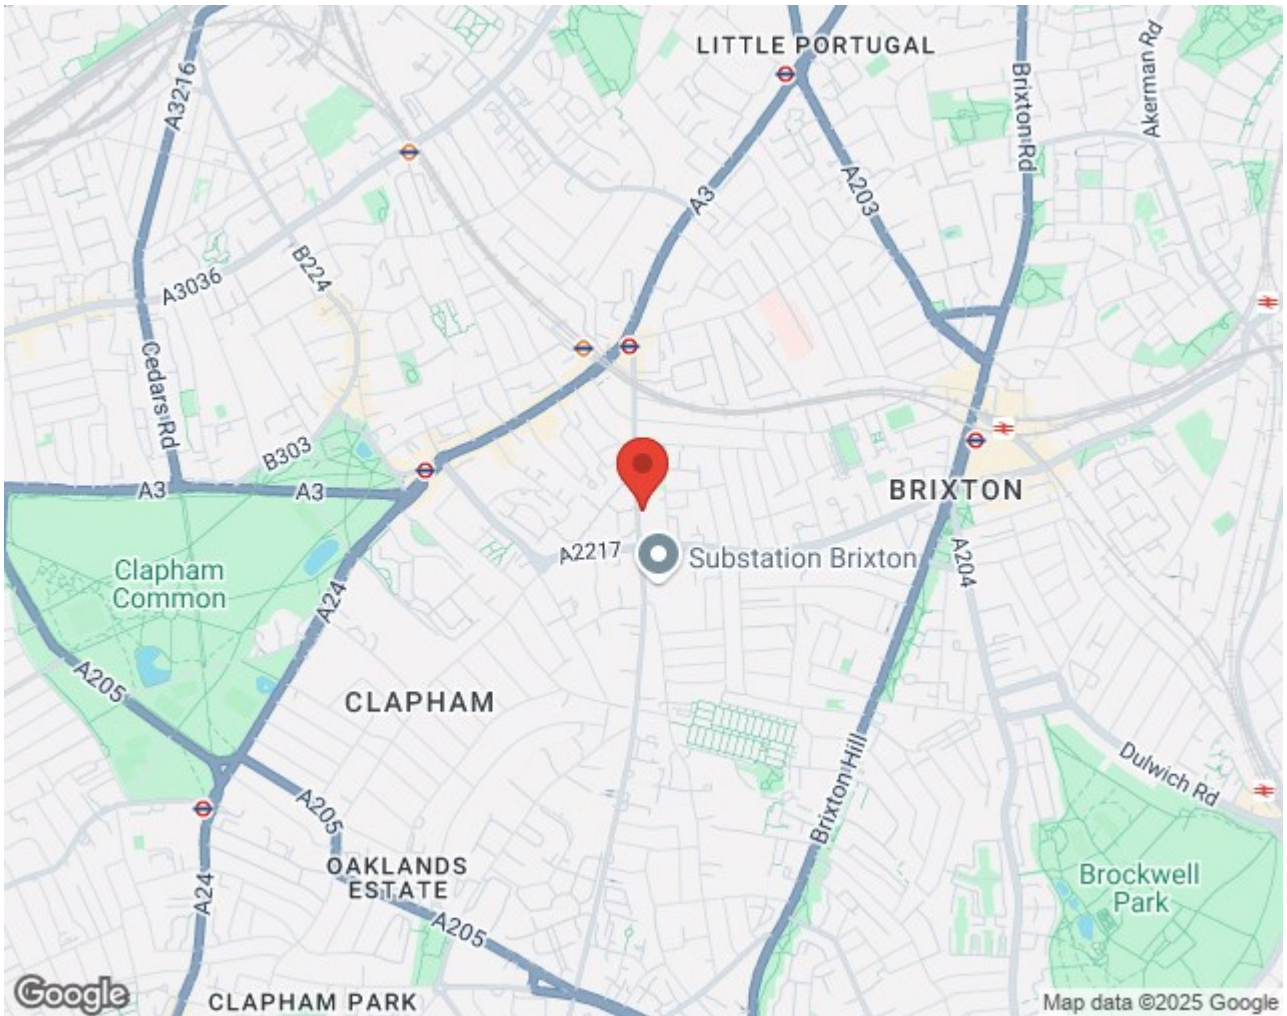 LITTLE PORTUGAL
A3216
Brixton Rd
Akerman Rd
A3
A203
B224
A3036
Cedars Rd
B303
A3
A3
BRIXTON
A2217
Substation Brixton
A204
Clapham
Common
A24
A205
CLAPHAM
Brixton Hill
Dulwich Rd
A205
OAKLANDS
ESTATE
Brockwell
Park
A24
A205
Google
CLAPHAM PARK
Map data ©2025 Google